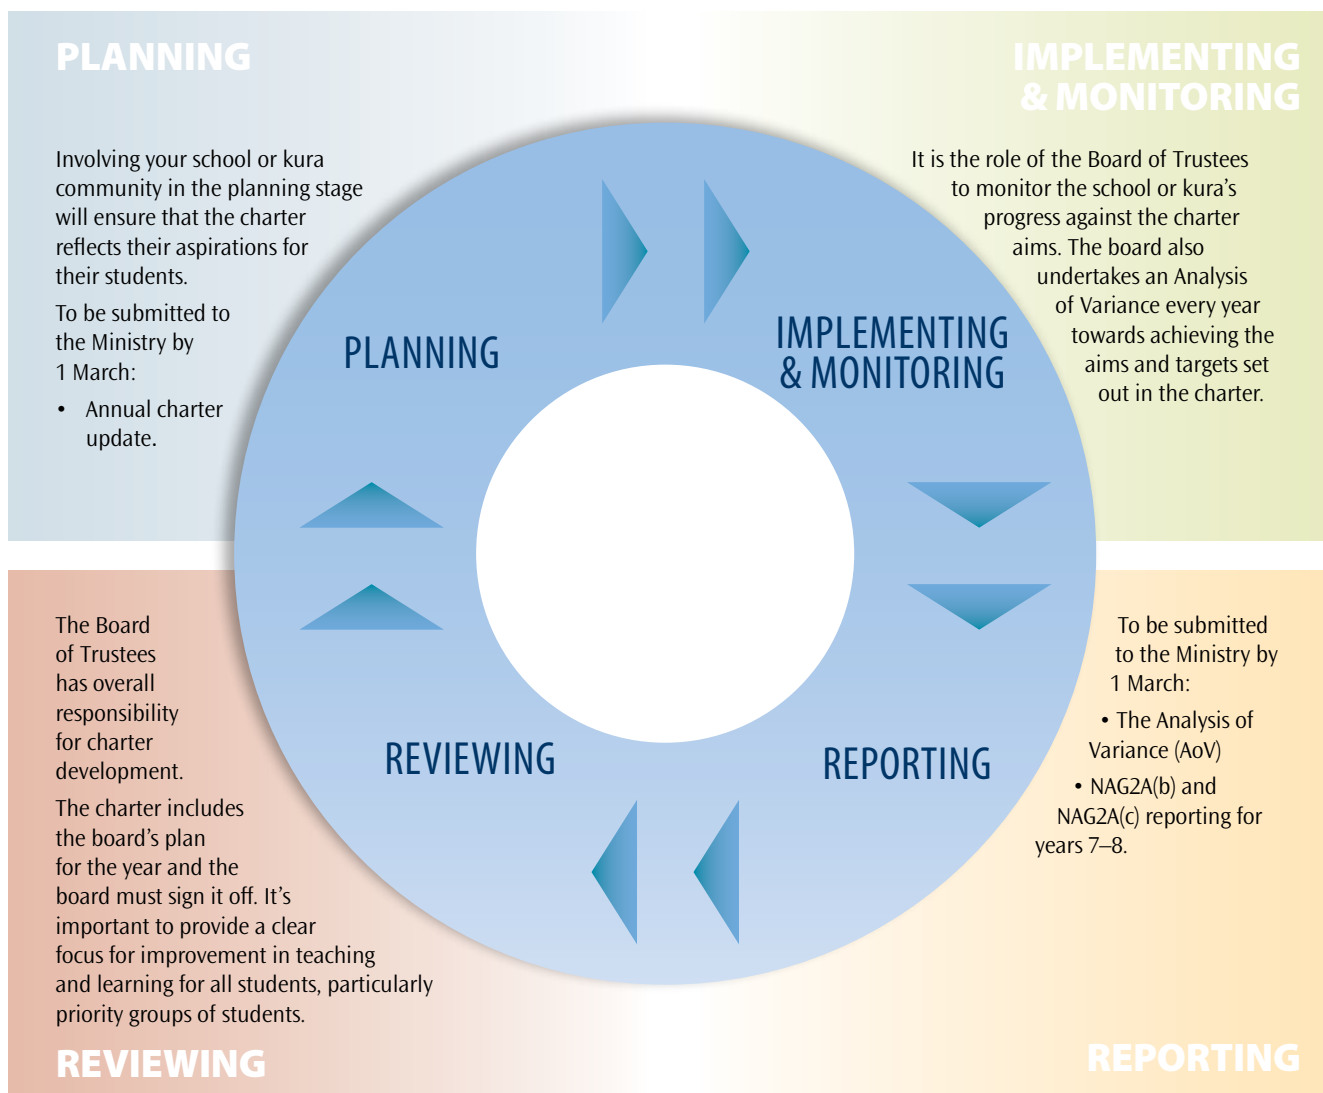 PLANNING
Involving your school or kura
community in the planning stage
will ensure that the charter
reflects their aspirations for
their students.
To be submitted to
the Ministry by
1 March:
• Annual charter
update.
IMPLEMENTING
& MONITORING
It is the role of the Board of Trustees
to monitor the school or kura’s
progress against the charter
aims. The board also
undertakes an Analysis
of Variance every year
towards achieving the
aims and targets set
out in the charter.
PLANNING
IMPLEMENTING
& MONITORING
REVIEWING
REPORTING
The Board
of Trustees
has overall
responsibility
for charter
development.
The charter includes
the board’s plan
for the year and the
board must sign it off. It’s
important to provide a clear
focus for improvement in teaching
and learning for all students, particularly
priority groups of students.
REVIEWING
To be submitted
to the Ministry by
1 March:
• The Analysis of
Variance (AoV)
• NAG2A(b) and
NAG2A(c) reporting for
years 7–8.
REPORTING